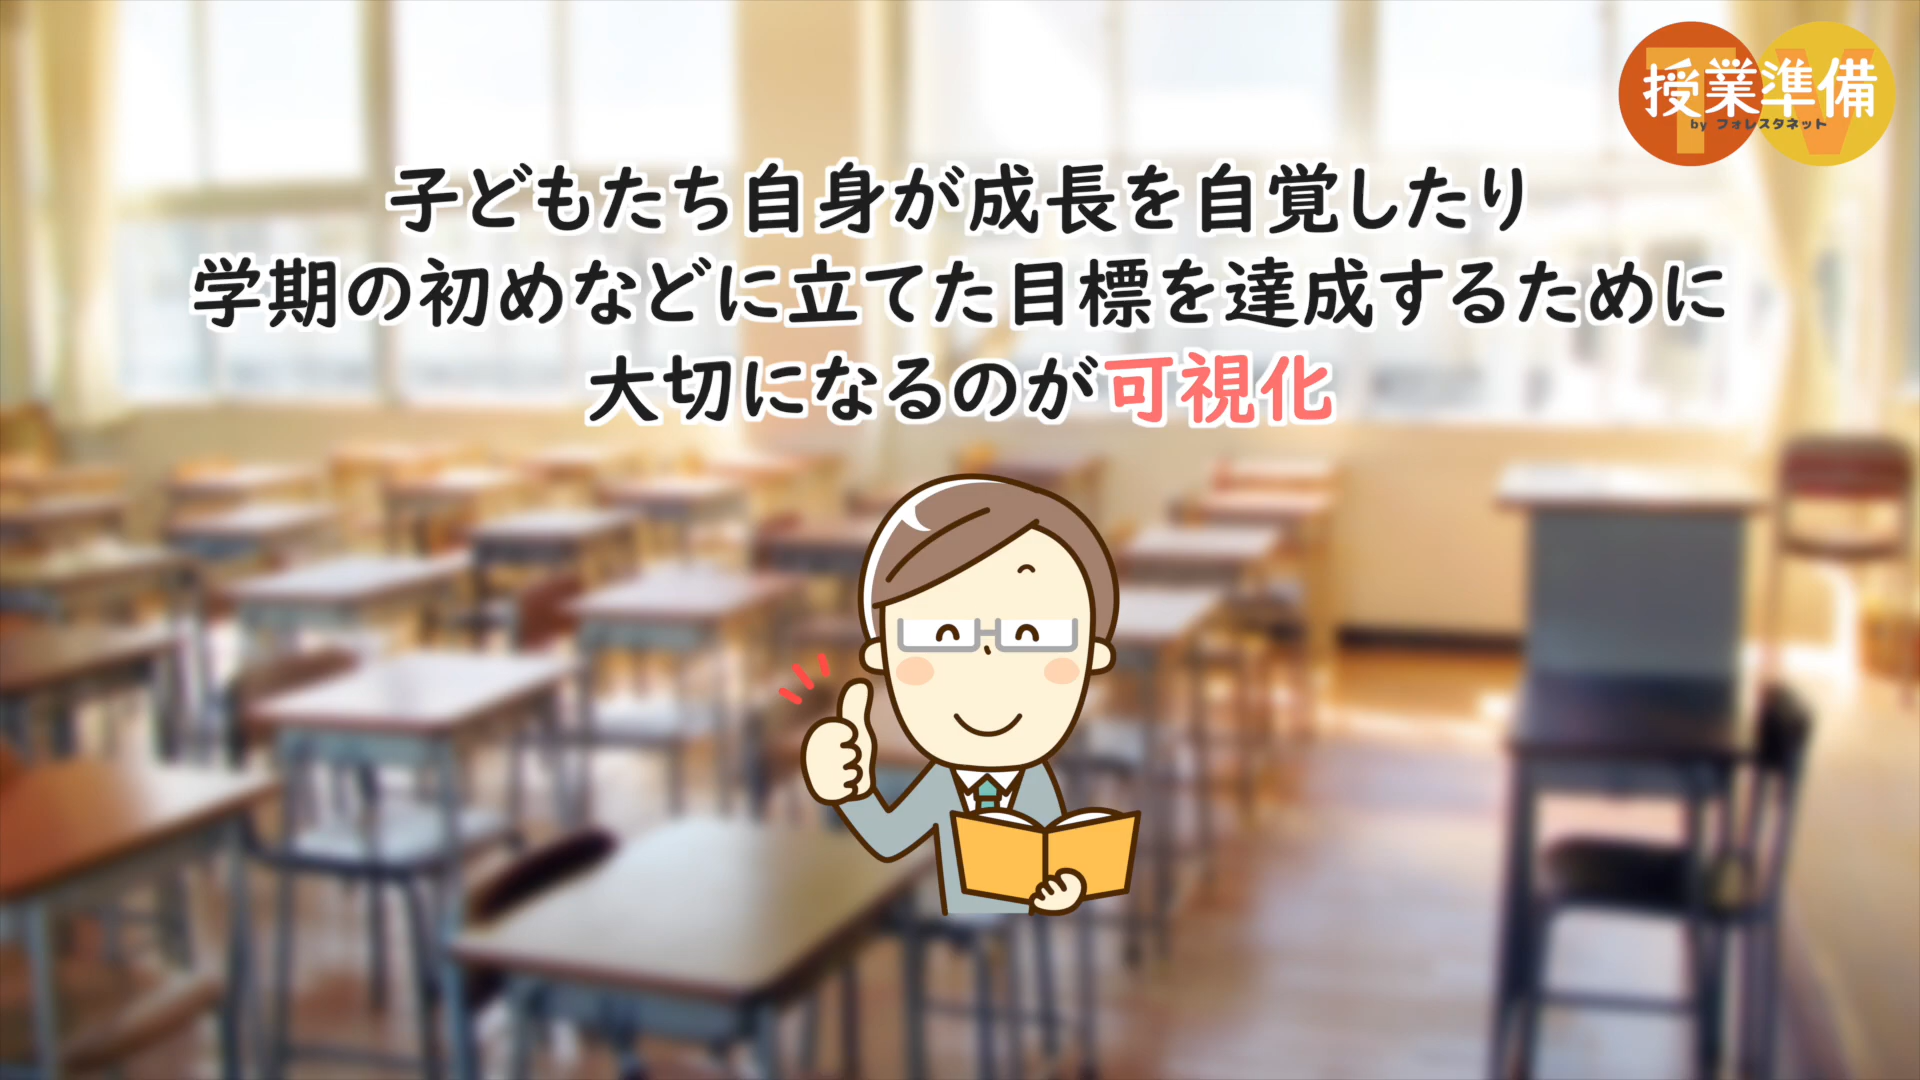 授業準備
TV
by フォレスタネット
子どもたち自身が成長を自覚したり
学期の初めなどに立てた目標を達成するために
大切になるのが可視化